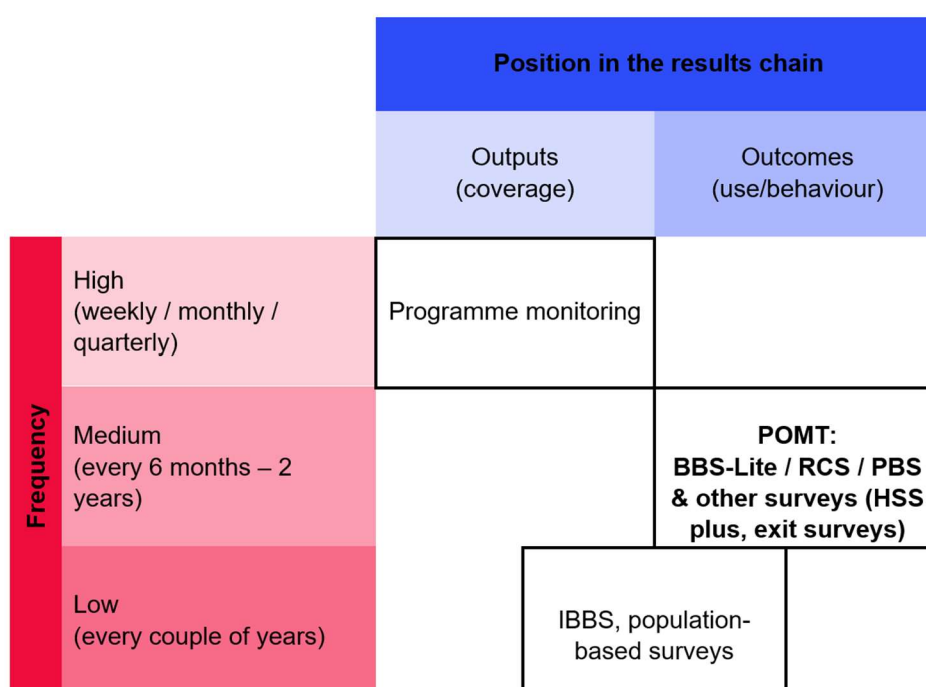 Position in the results chain
Outputs
(coverage)
Outcomes
(use/behaviour)
Frequency
High
(weekly / monthly /
quarterly)
Programme monitoring
Medium
(every 6 months – 2
years)
POMT:
BBS-Lite / RCS / PBS
& other surveys (HSS
plus, exit surveys)
Low
(every couple of years)
IBBS, population-
based surveys